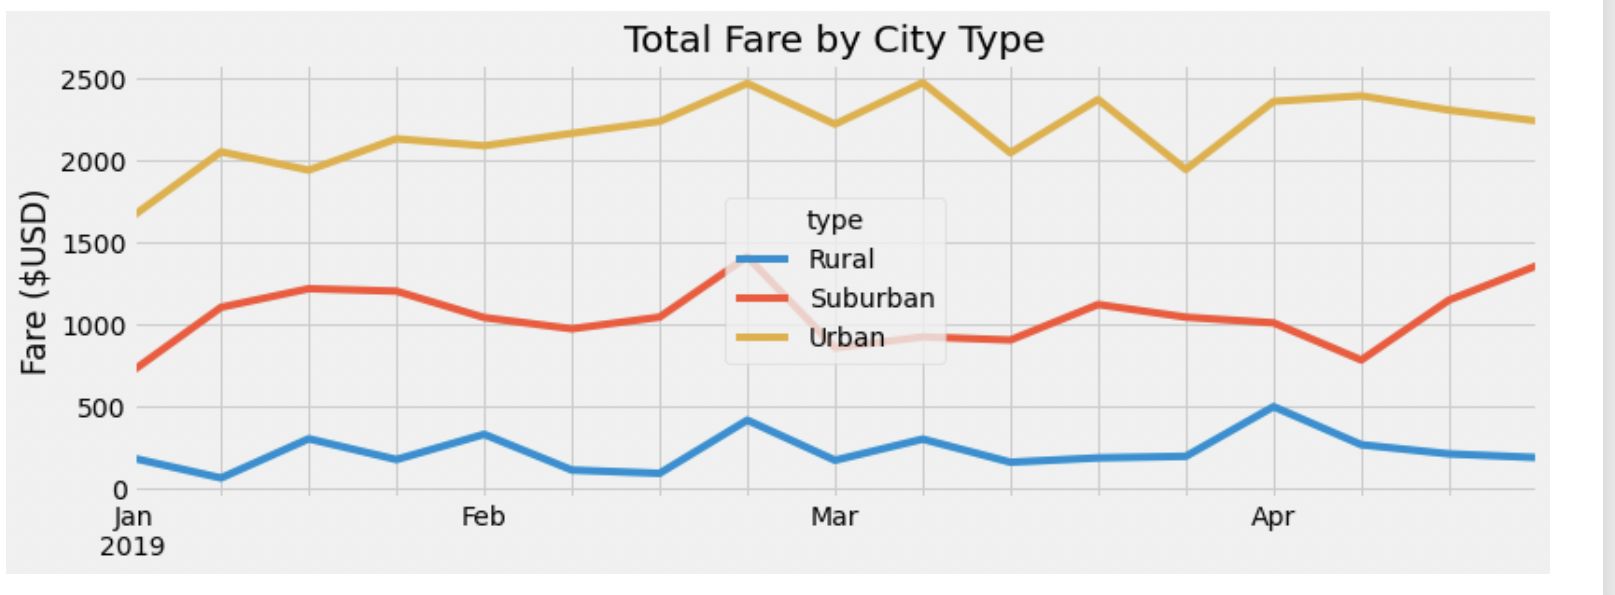 Total Fare by City Type
Fare ($USD)
2500
2000
1500
1000
500
0
type
Rural
Suburban
Urban
Jan Feb Mar Apr
2019